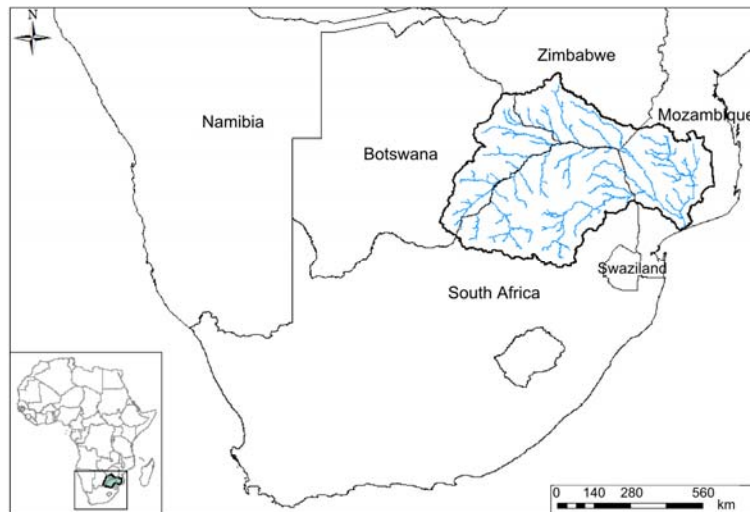 N
Zimbabwe
Mozambique
Namibia
Botswana
Swaziland
South Africa
0 140 280 560
km